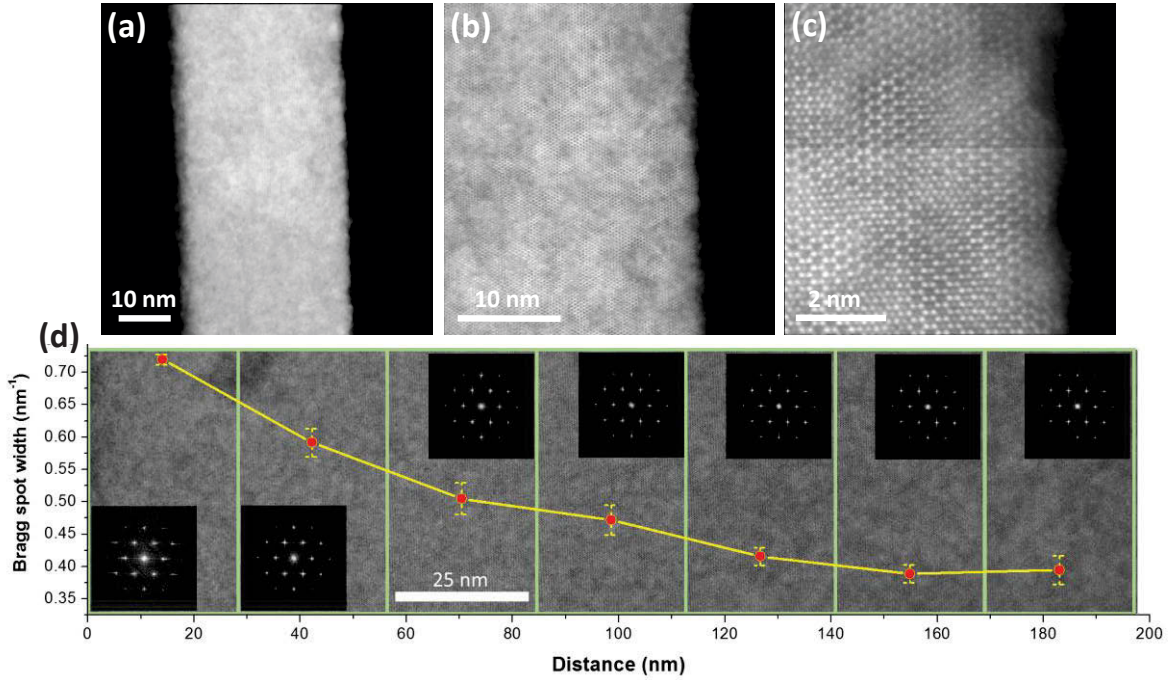 (a)
(b)
(c)
10 nm
10 nm
2 nm
(d)
Bragg spot width (nm⁻¹)
0.70
0.65
0.60
0.55
0.50
0.45
0.40
0.35
25 nm
0 20 40 60 80 100 120 140 160 180 200
Distance (nm)